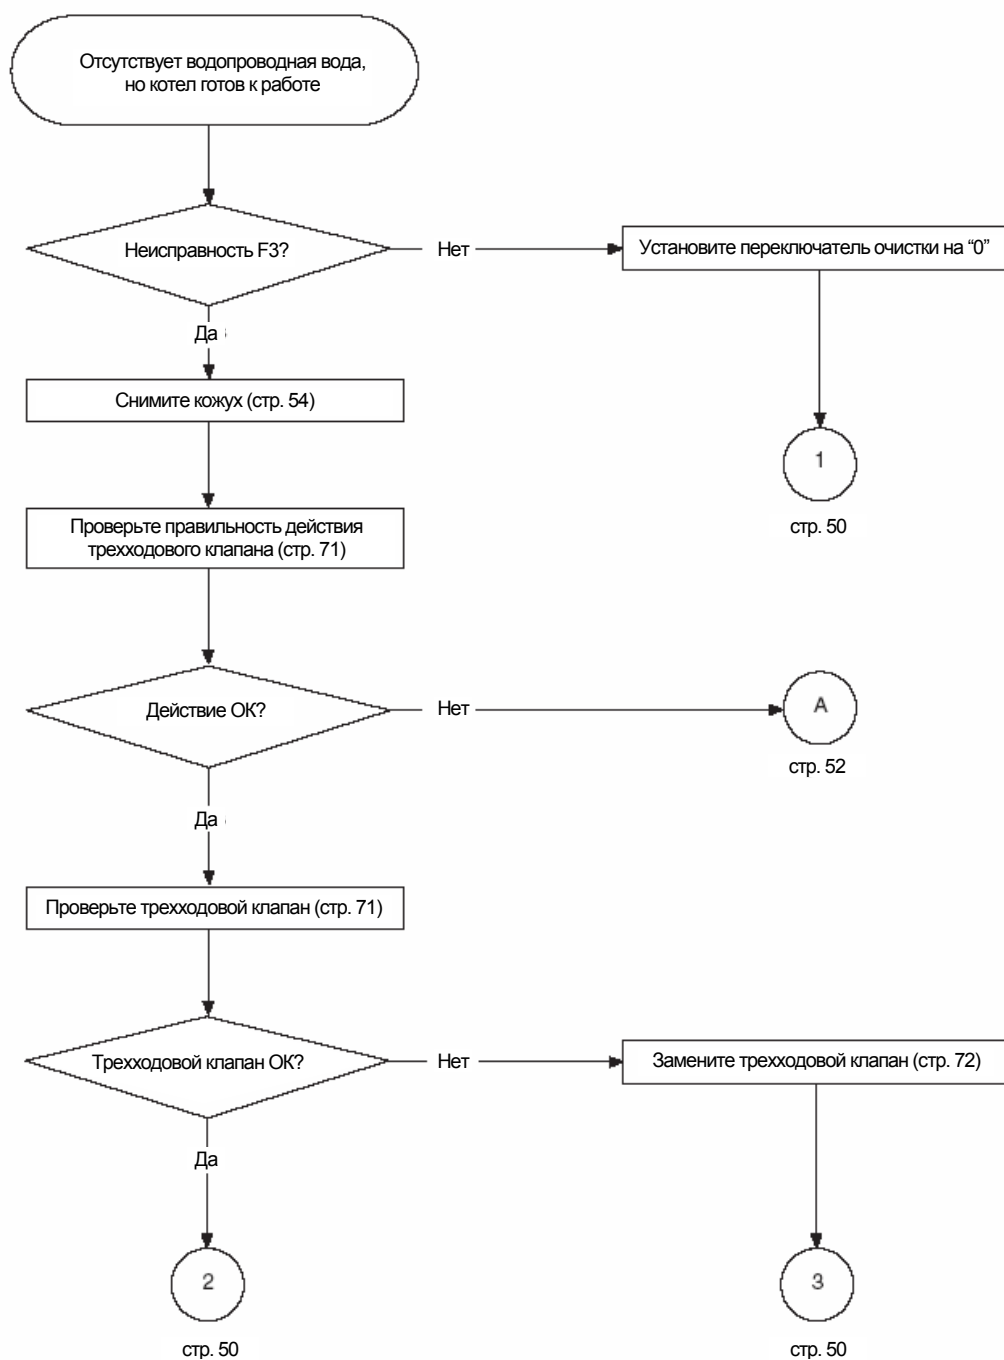 Отсутствует водопроводная вода,
но котел готов к работе
Неисправность F3?
Нет
Установите переключатель очистки на “0”
Да
Снимите кожух (стр. 54)
1
Проверьте правильность действия
трехходового клапана (стр. 71)
стр. 50
Действие ОК?
Нет
A
стр. 52
Да
Проверьте трехходовой клапан (стр. 71)
Трехходовой клапан ОК?
Нет
Замените трехходовой клапан (стр. 72)
Да
2
3
стр. 50
стр. 50